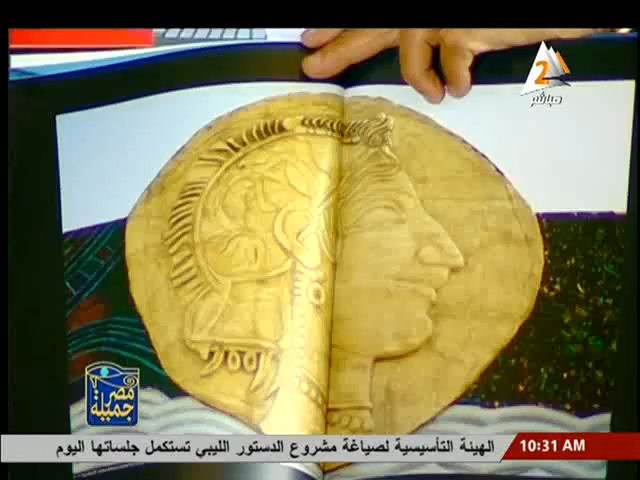 2
مباشر
مصر
جميلة
الهيئة التأسيسية لصياغة مشروع الدستور الليبي تستكمل جلساتها اليوم
10:31 AM